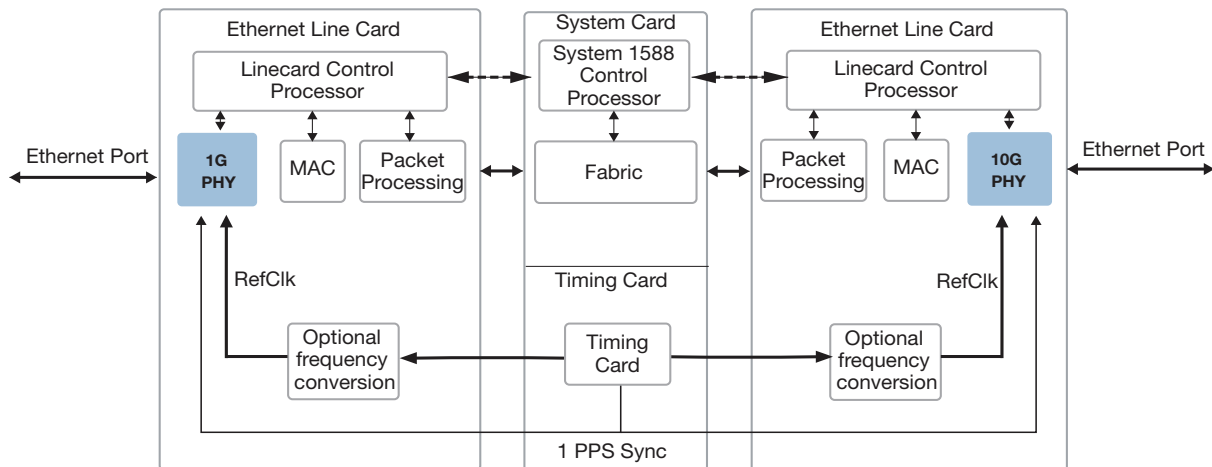 Ethernet Line Card
System Card
Ethernet Line Card
Linecard Control
Processor
System 1588
Control
Processor
Linecard Control
Processor
Ethernet Port
1G
PHY
MAC
Packet
Processing
Fabric
Packet
Processing
MAC
10G
PHY
Ethernet Port
RefClk
Timing Card
RefClk
Optional
frequency
conversion
Timing
Card
Optional
frequency
conversion
1 PPS Sync